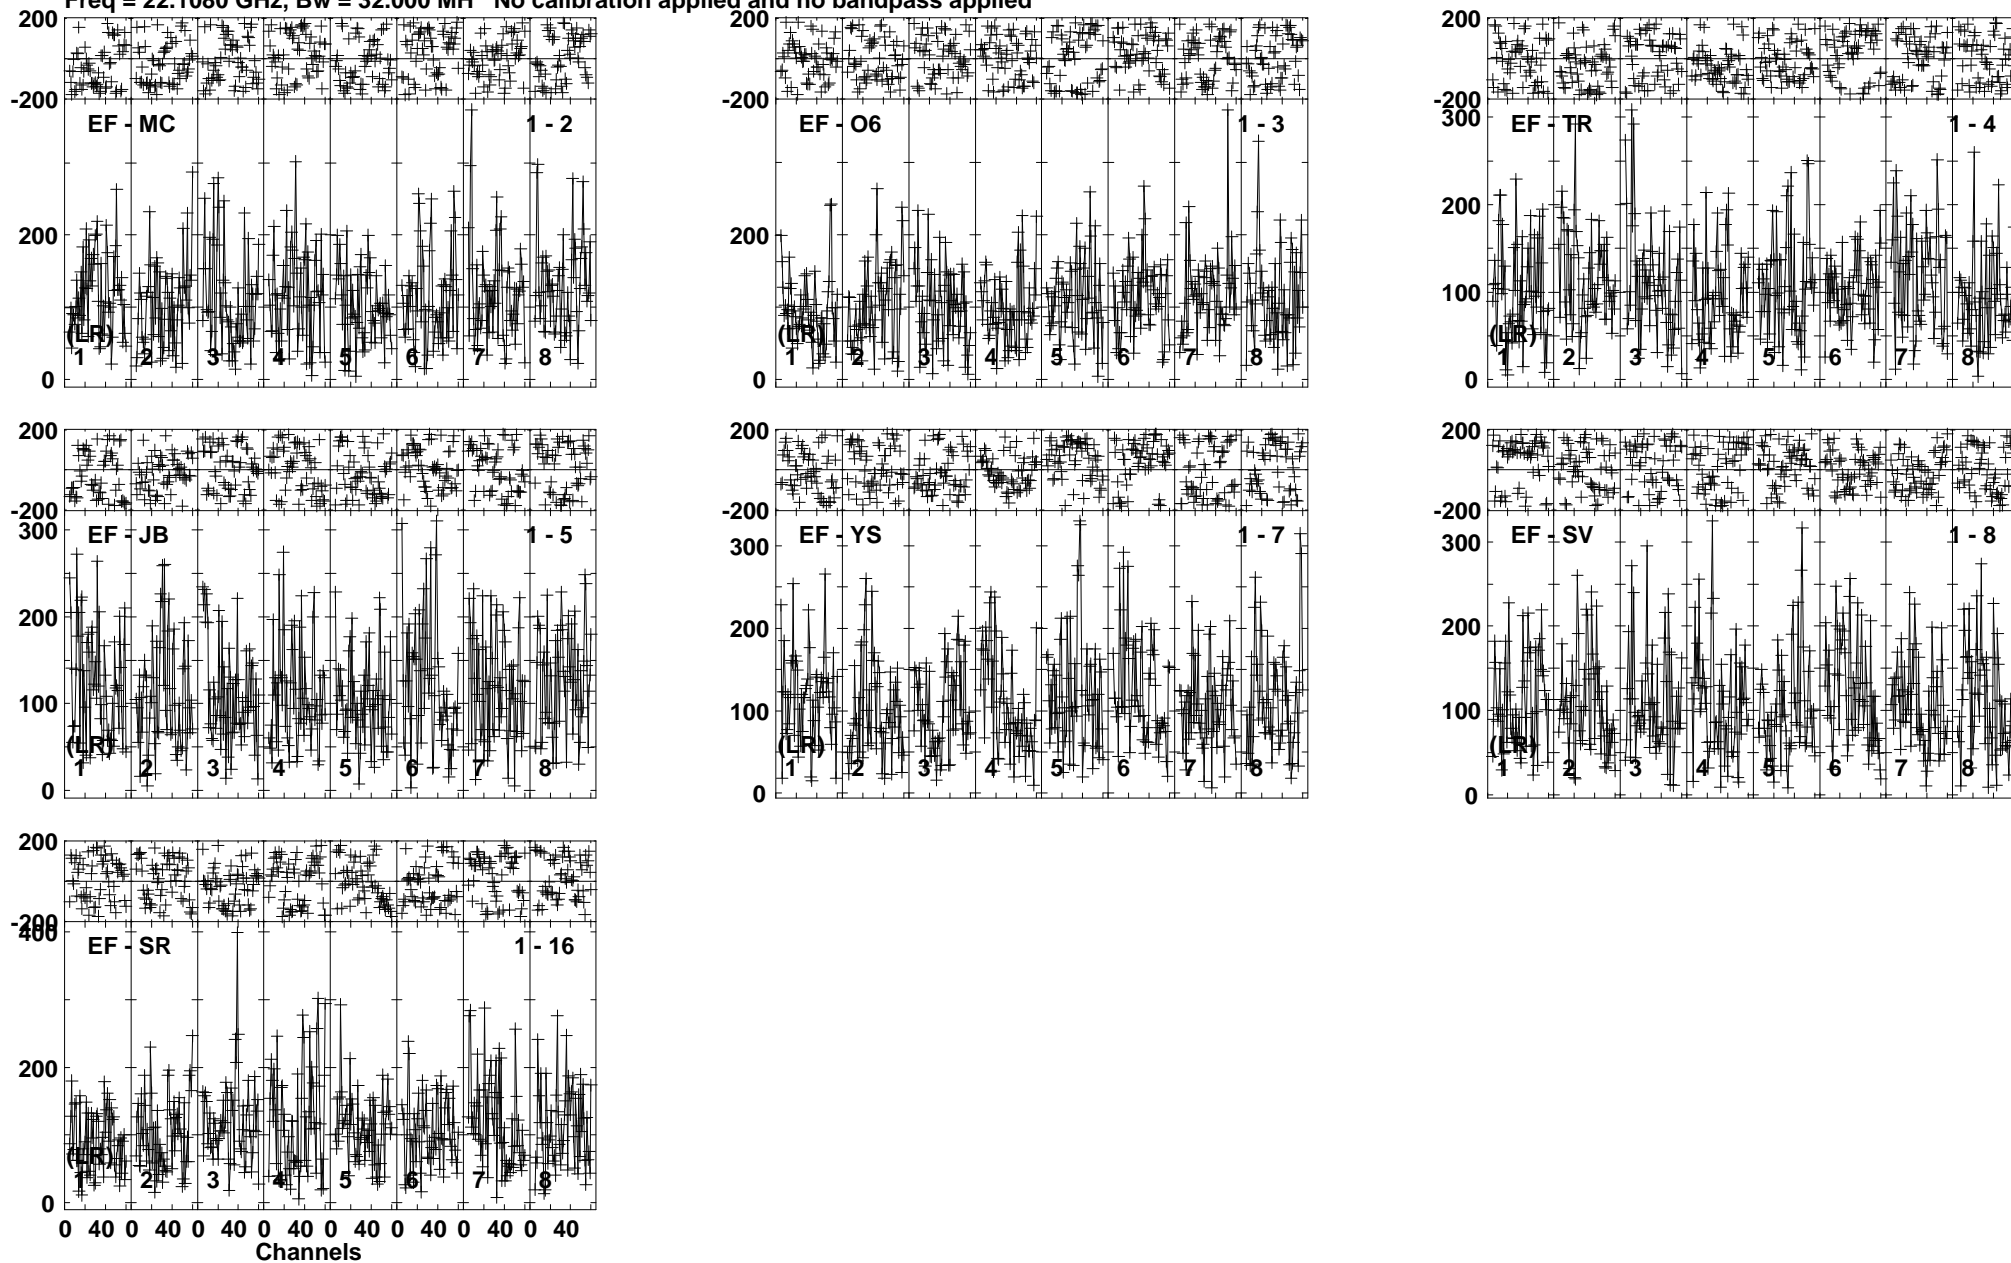 Freq = 22.1080 GHz, Bw = 32.000 MH No calibration applied and no bandpass applied
200 200 200
-200 -200 -200
EF - MC 1 - 2 EF - O6 1 - 3 EF - TR 1 - 4
300
200 200 200
100
(LR) (LR) (LR)
1 2 3 4 5 6 7 8 1 2 3 4 5 6 7 8 1 2 3 4 5 6 7 8
0 0 0
200 200 200
-200 -200 -200
EF - JB 1 - 5 EF - YS 1 - 7 EF - SV 1 - 8
300 300 300
200 200 200
100 100 100
(LR) (LR) (LR)
1 2 3 4 5 6 7 8 1 2 3 4 5 6 7 8 1 2 3 4 5 6 7 8
0 0 0
200
-200
400
EF - SR 1 - 16
200
(LR)
1 2 3 4 5 6 7 8
0
0 40 0 40 0 40 0 40 0 40 0 40 0 40 0 40
Channels